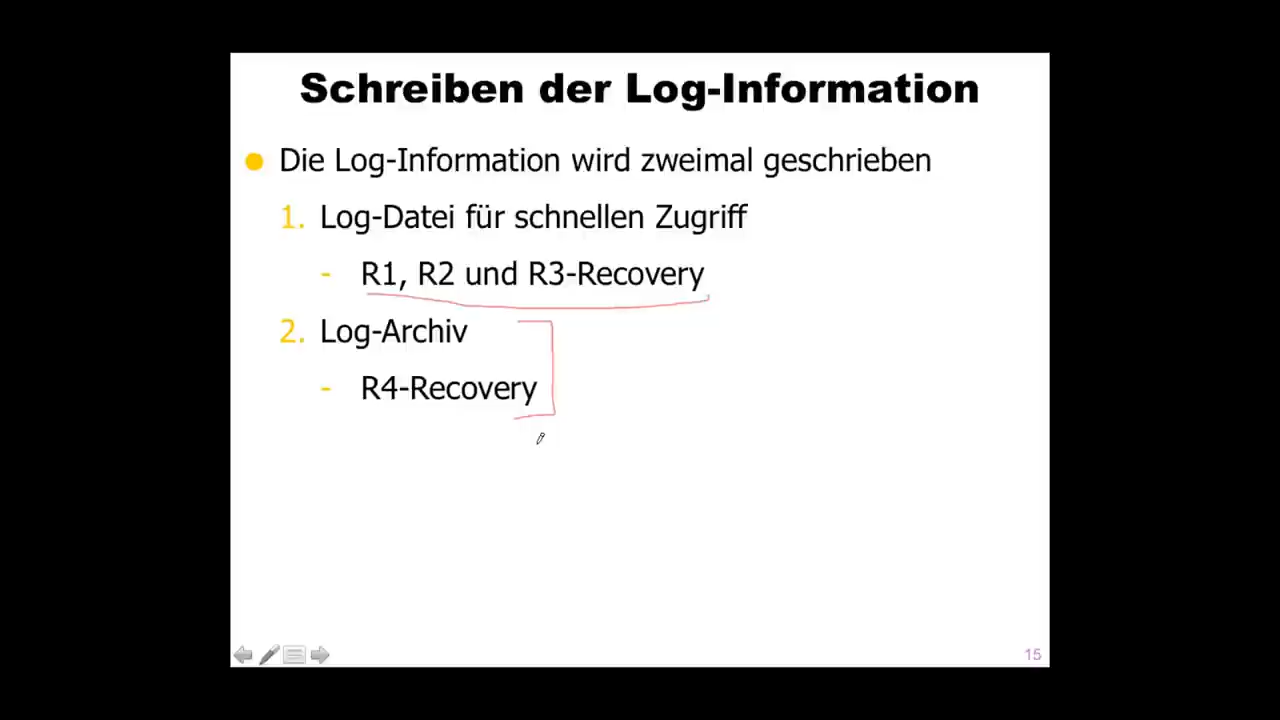 Schreiben der Log-Information
Die Log-Information wird zweimal geschrieben
1. Log-Datei für schnellen Zugriff
- R1, R2 und R3-Recovery
2. Log-Archiv
- R4-Recovery
15